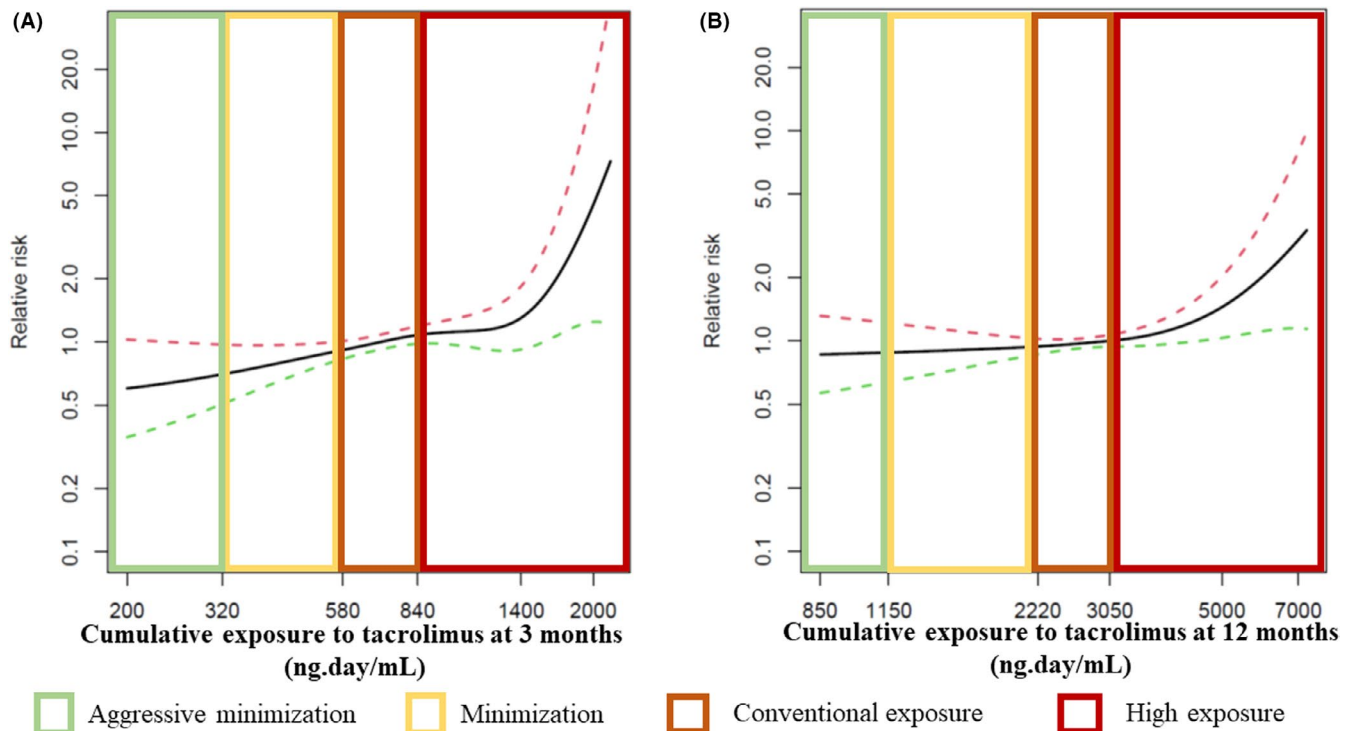 (A)
Relative risk
20.0
10.0
5.0
2.0
1.0
0.5
0.2
0.1
200 320 580 840 1400 2000
Cumulative exposure to tacrolimus at 3 months
(ng.day/mL)
(B)
Relative risk
20.0
10.0
5.0
2.0
1.0
0.5
0.2
0.1
850 1150 2220 3050 5000 7000
Cumulative exposure to tacrolimus at 12 months
(ng.day/mL)
Aggressive minimization Minimization Conventional exposure High exposure